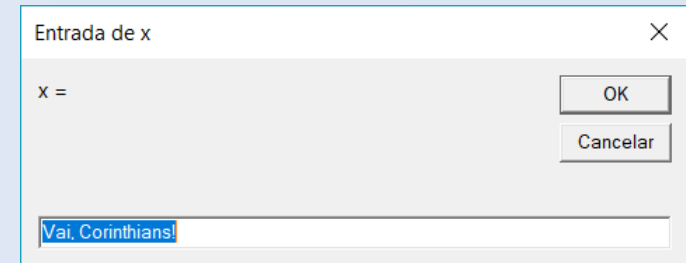 Entrada de x
x =
OK
Cancelar
Vai, Corinthians!